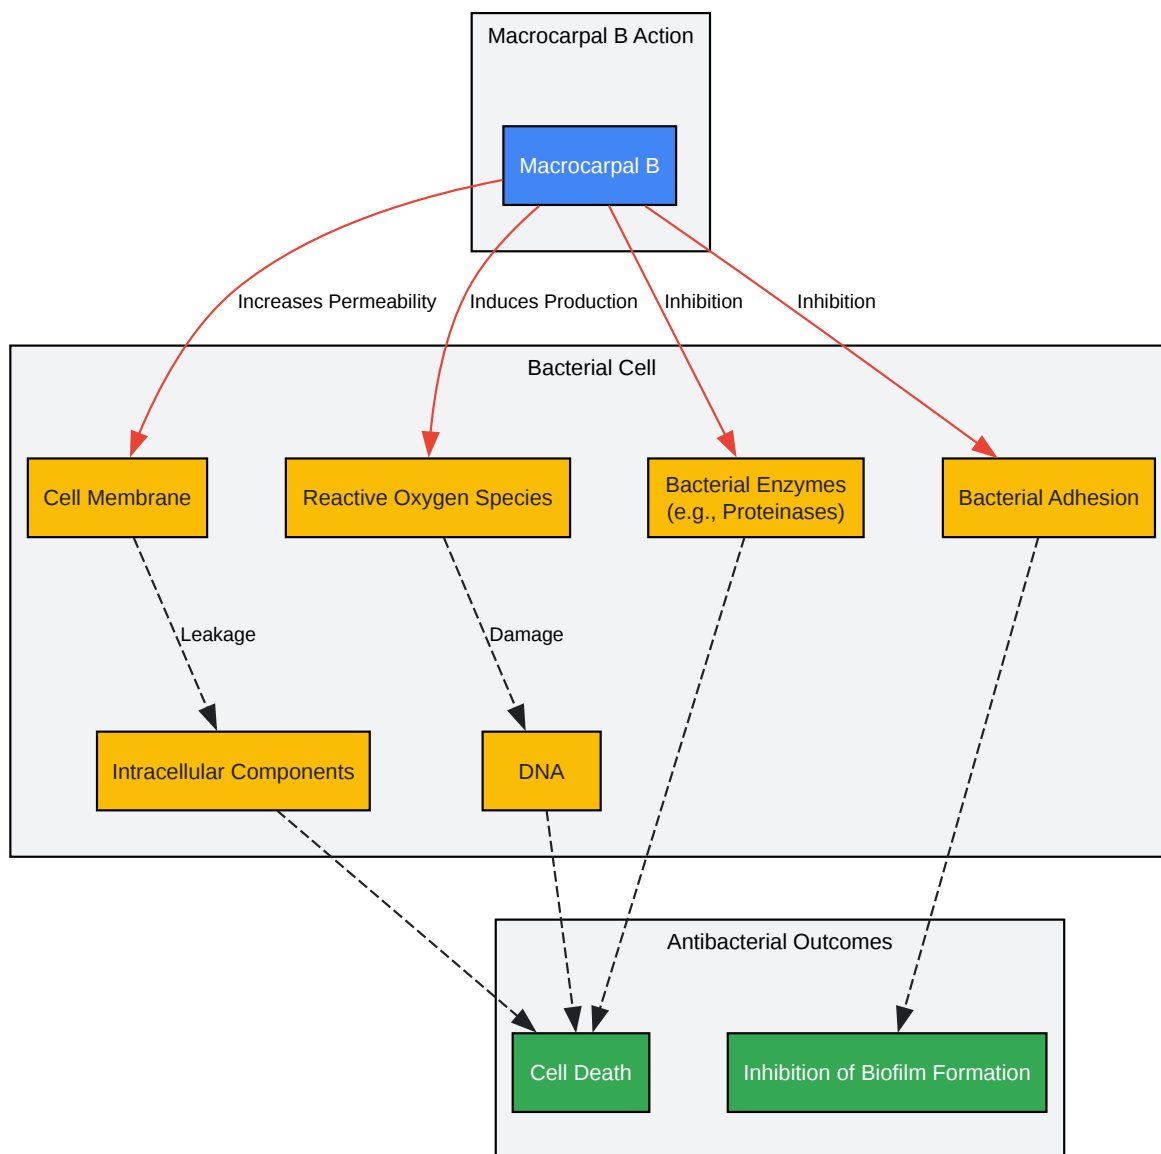 Macrocarpal B Action
Macrocarpal B
Increases Permeability
Induces Production
Inhibition
Inhibition
Bacterial Cell
Cell Membrane
Reactive Oxygen Species
Bacterial Enzymes
(e.g., Proteinases)
Bacterial Adhesion
Leakage
Damage
Intracellular Components
DNA
Antibacterial Outcomes
Cell Death
Inhibition of Biofilm Formation